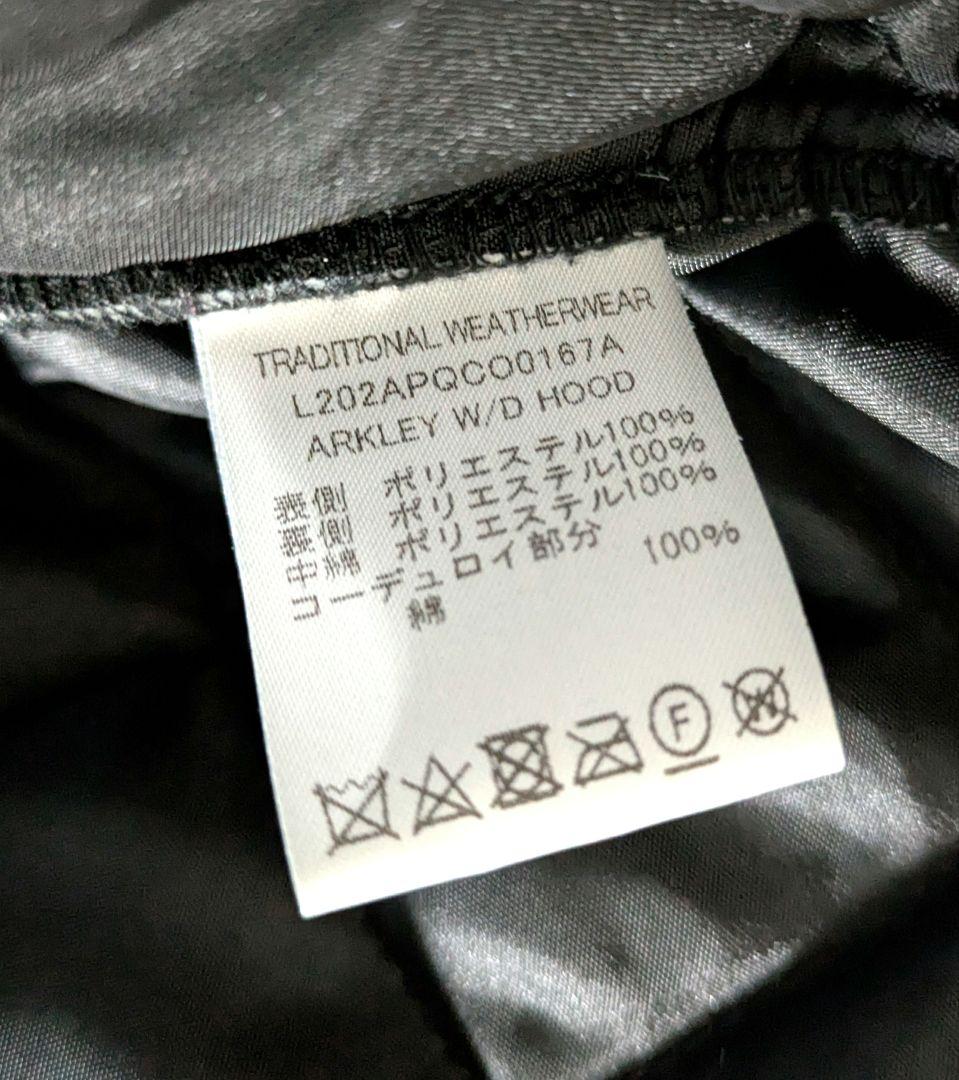 TRADITIONAL WEATHERWEAR
L202APQCO0167A
ARKLEY W/D HOOD
表側 ポリエステル100%
裏側 ポリエステル100%
中綿 ポリエステル100%
コーデュロイ部分
綿 100%
F W